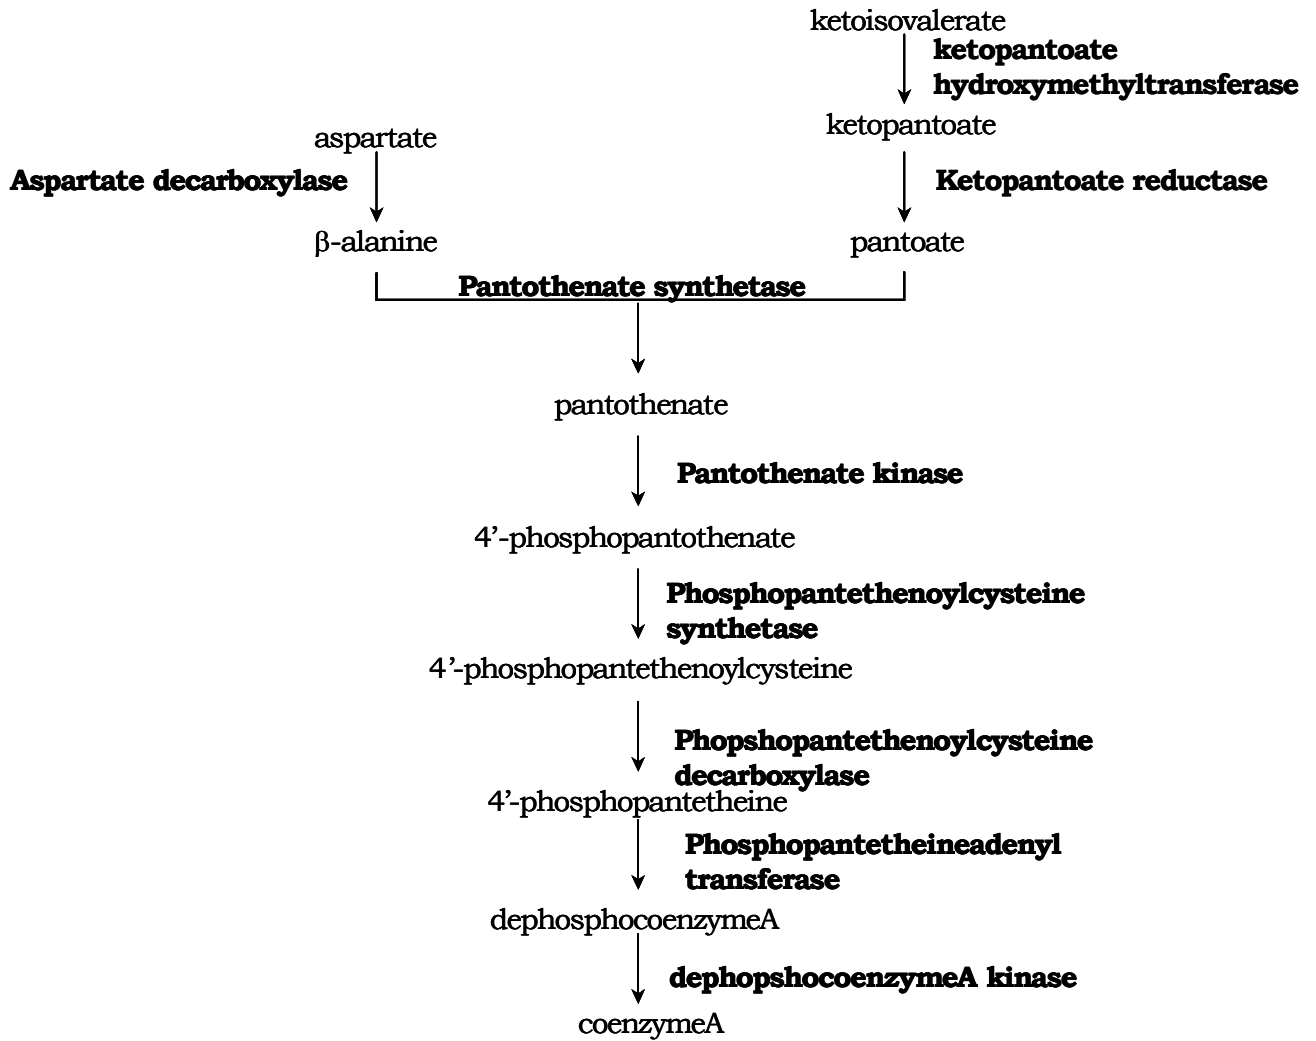 ketoisovalerate
ketopantoate
hydroxymethyltransferase
ketopantoate
aspartate
Aspartate decarboxylase
Ketopantoate reductase
β-alanine
pantoate
Pantothenate synthetase
pantothenate
Pantothenate kinase
4’-phosphopantothenate
Phosphopantethenoylcysteine
synthetase
4’-phosphopantethenoylcysteine
Phopshopantethenoylcysteine
decarboxylase
4’-phosphopantetheine
Phosphopantetheineadenyl
transferase
dephosphocoenzymeA
dephopshocoenzymeA kinase
coenzymeA